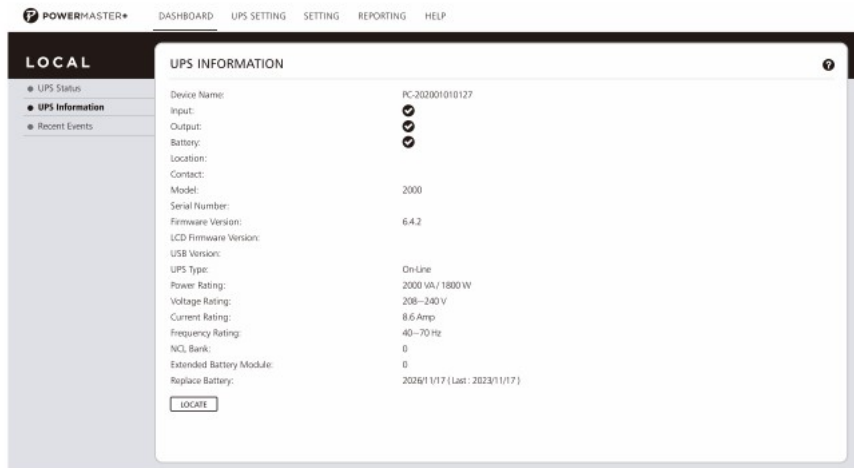 POWERMASTER+ DASHBOARD UPS SETTING SETTING REPORTING HELP
LOCAL
UPS Status
UPS Information
Recent Events
UPS INFORMATION
Device Name: PC-202001010127
Input:
Output:
Battery:
Location:
Contact:
Model: 2000
Serial Number:
Firmware Version: 6.4.2
LCD Firmware Version:
USB Version:
UPS Type: On-Line
Power Rating: 2000 VA / 1800 W
Voltage Rating: 208~240 V
Current Rating: 8.6 Amp
Frequency Rating: 40~70 Hz
NCL Bank: 0
Extended Battery Module: 0
Replace Battery: 2026/11/17 ( Last : 2023/11/17 )
LOCATE